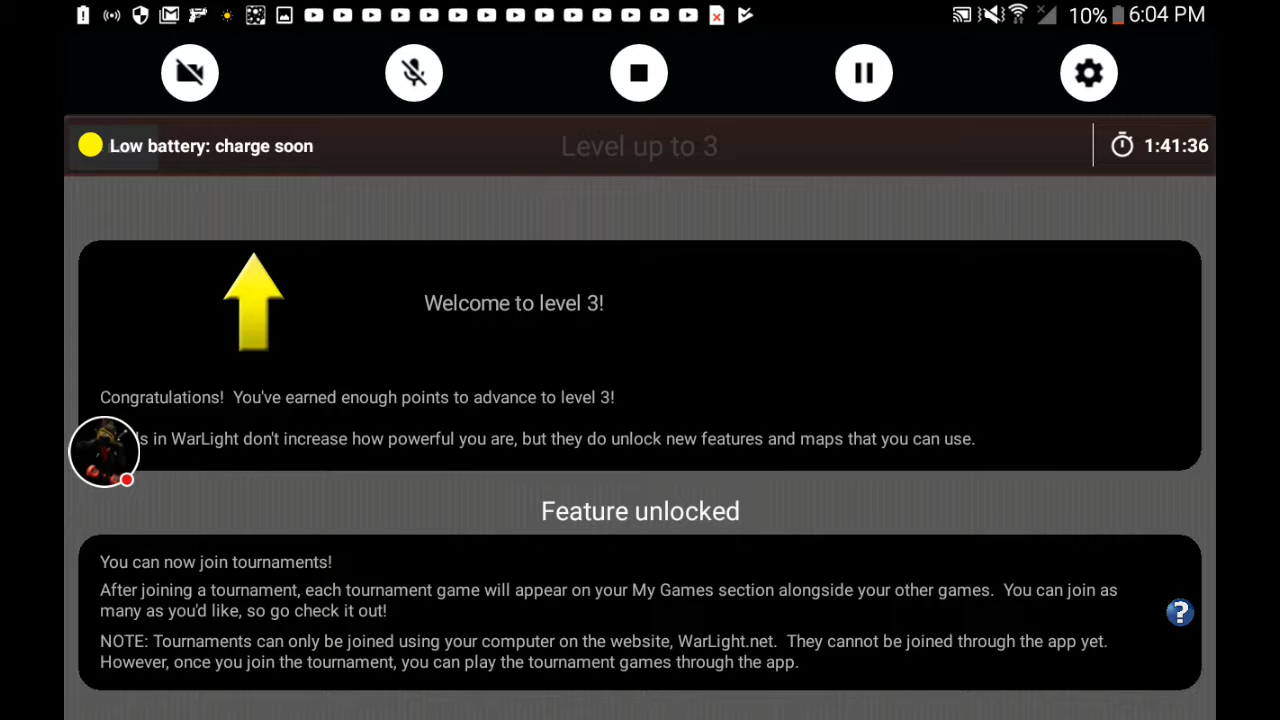 10% 6:04 PM
Low battery: charge soon
Level up to 3
1:41:36
Welcome to level 3!
Congratulations! You've earned enough points to advance to level 3!
ls in WarLight don't increase how powerful you are, but they do unlock new features and maps that you can use.
Feature unlocked
You can now join tournaments!
After joining a tournament, each tournament game will appear on your My Games section alongside your other games. You can join as
many as you'd like, so go check it out!
?
NOTE: Tournaments can only be joined using your computer on the website, WarLight.net. They cannot be joined through the app yet.
However, once you join the tournament, you can play the tournament games through the app.